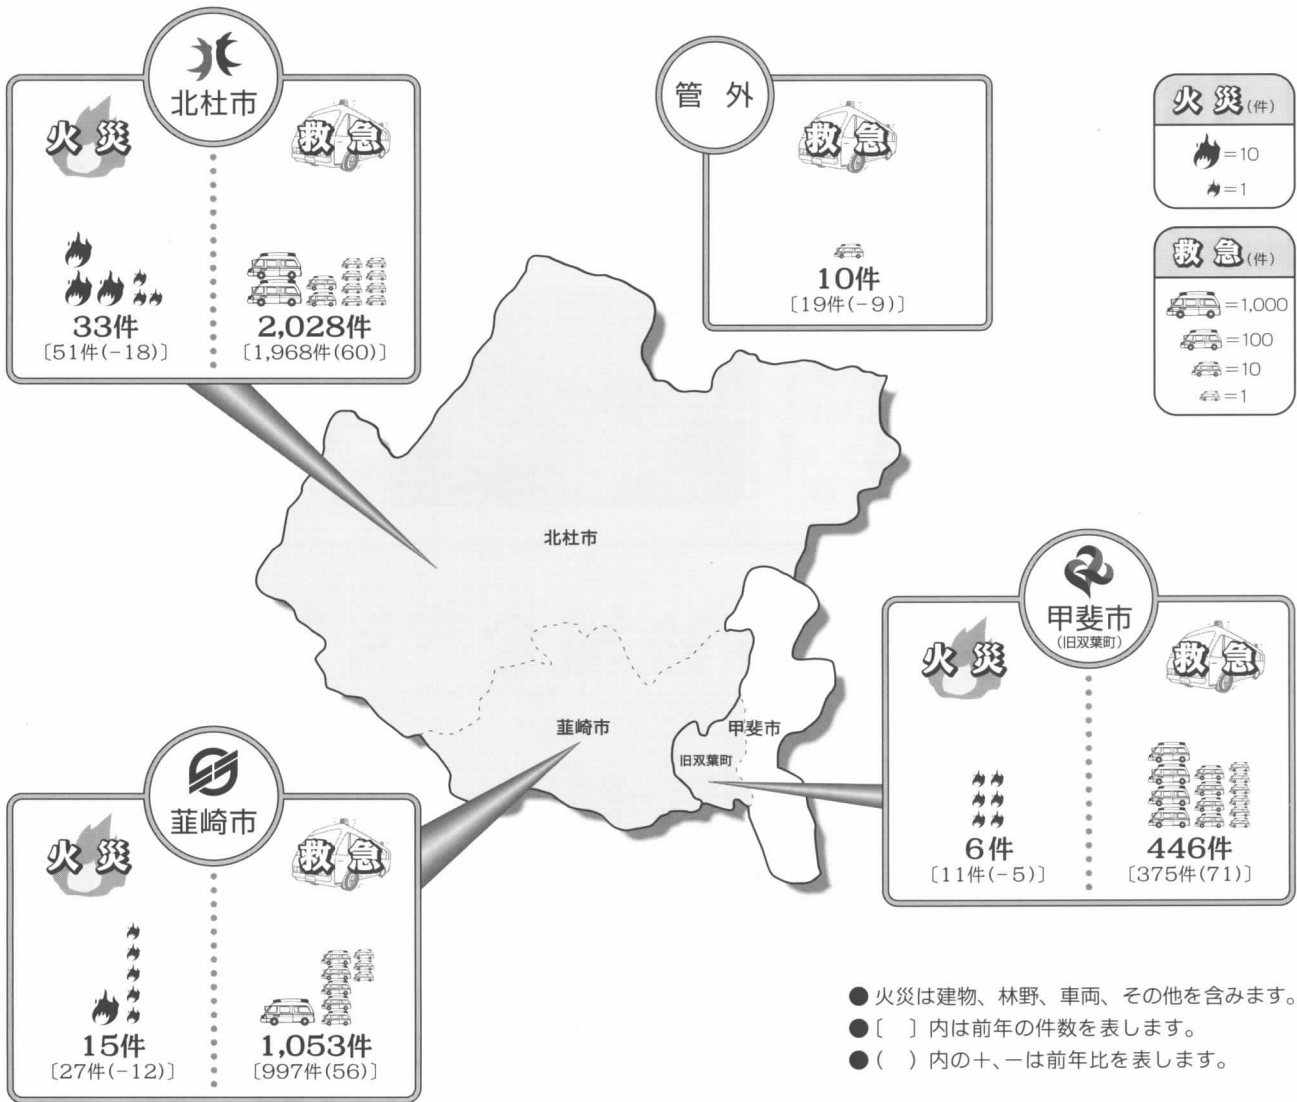 北杜市
火災
救急
33件
〔51件(-18)〕
2,028件
〔1,968件(60)〕
管 外
救急
10件
〔19件(-9)〕
火災(件)
=10
=1
救急(件)
=1,000
=100
=10
=1
北杜市
韮崎市
甲斐市
旧双葉町
甲斐市
(旧双葉町)
火災
救急
6件
〔11件(-5)〕
446件
〔375件(71)〕
韮崎市
火災
救急
15件
〔27件(-12)〕
1,053件
〔997件(56)〕
●火災は建物、林野、車両、その他を含みます。
●〔 〕内は前年の件数を表します。
●( )内の＋、－は前年比を表します。